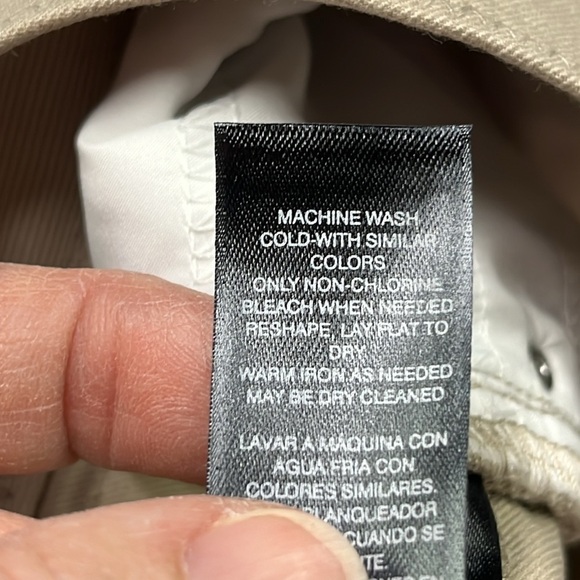 MACHINE WASH
COLD-WITH SIMILAR
COLORS
ONLY NON-CHLORINE
BLEACH WHEN NEEDED
RESHAPE, LAY FLAT TO
DRY
WARM IRON AS NEEDED
MAY BE DRY CLEANED
LAVAR A MAQUINA CON
AGUA FRIA CON
COLORES SIMILARES.
CUANDO SE